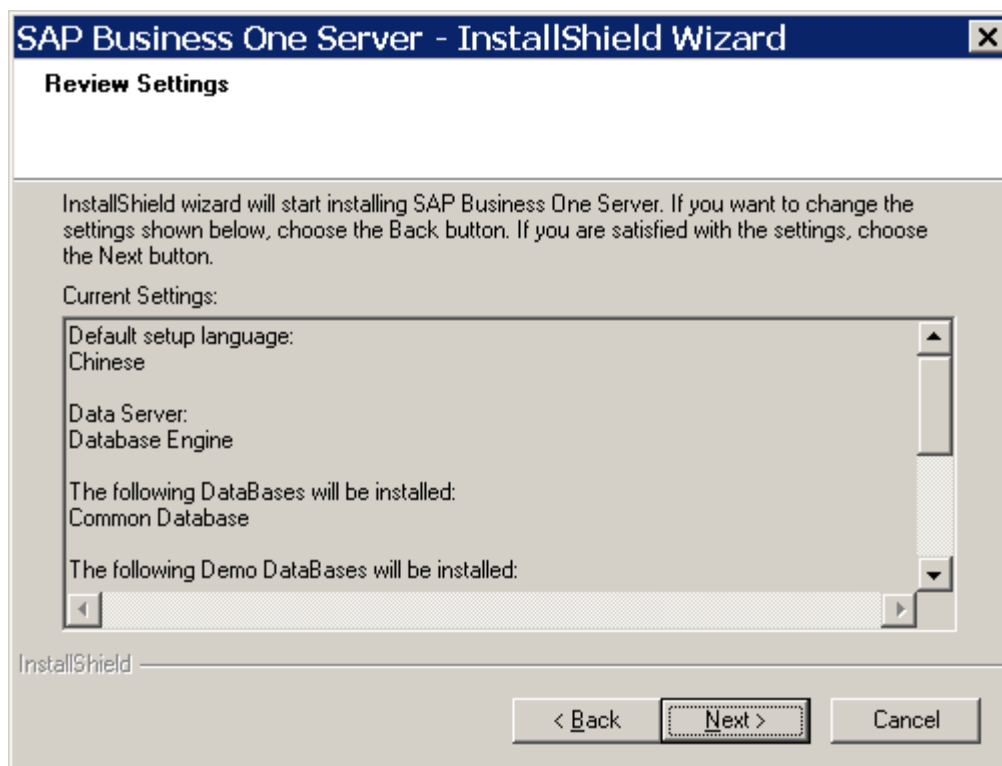 SAP Business One Server - InstallShield Wizard
Review Settings
InstallShield wizard will start installing SAP Business One Server. If you want to change the
settings shown below, choose the Back button. If you are satisfied with the settings, choose
the Next button.
Current Settings:
Default setup language:
Chinese
Data Server:
Database Engine
The following DataBases will be installed:
Common Database
The following Demo DataBases will be installed:
InstallShield
< Back
Next >
Cancel